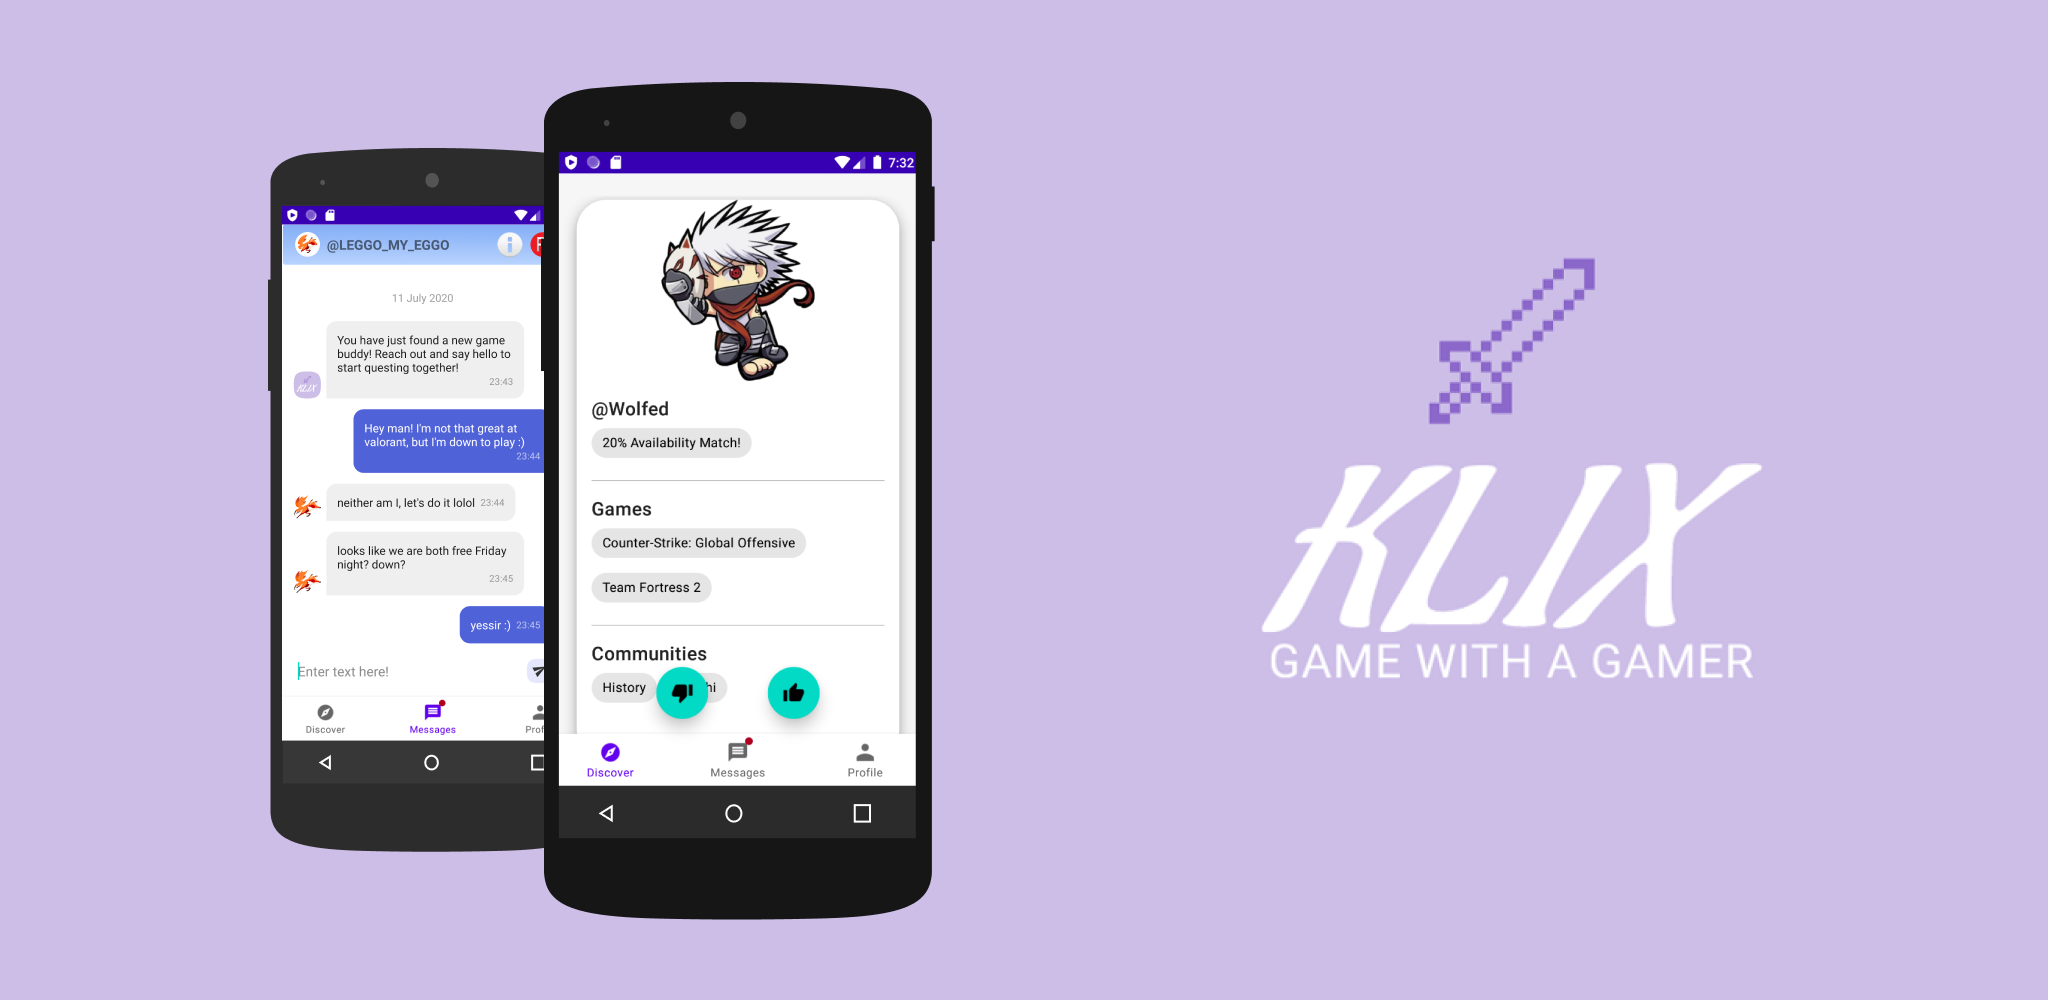 @LEGGO_MY_EGGO
11 July 2020
You have just found a new game
buddy! Reach out and say hello to
start questing together!
23:43
KLIX
Hey man! I'm not that great at
valorant, but I'm down to play :)
23:44
neither am I, let's do it lolol 23:44
looks like we are both free Friday
night? down?
23:45
yessir :) 23:45
Enter text here!
Discover
Messages
7:32
@Wolfed
20% Availability Match!
Games
Counter-Strike: Global Offensive
Team Fortress 2
Communities
History
Discover
Messages
Profile
KLIX
GAME WITH A GAMER